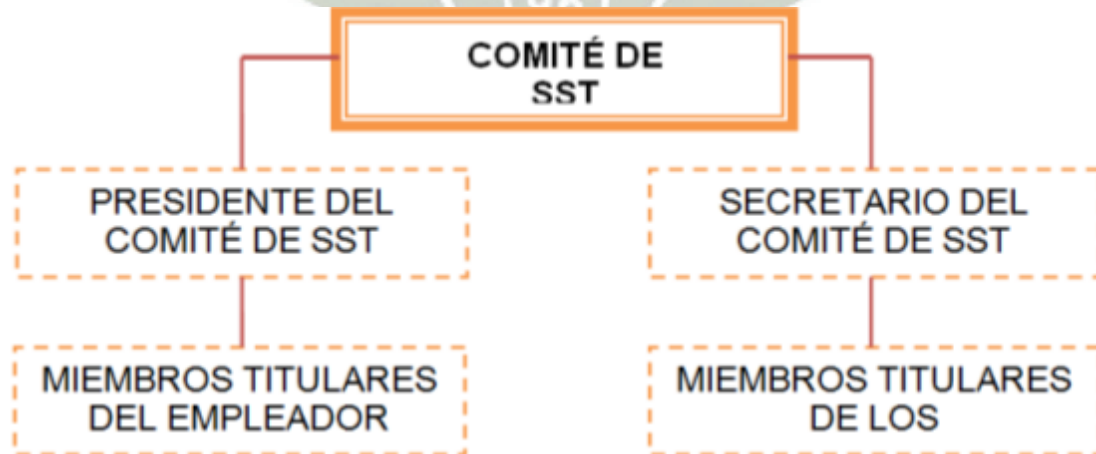 COMITÉ DE
SST
PRESIDENTE DEL
COMITÉ DE SST
SECRETARIO DEL
COMITÉ DE SST
MIEMBROS TITULARES
DEL EMPLEADOR
MIEMBROS TITULARES
DE LOS